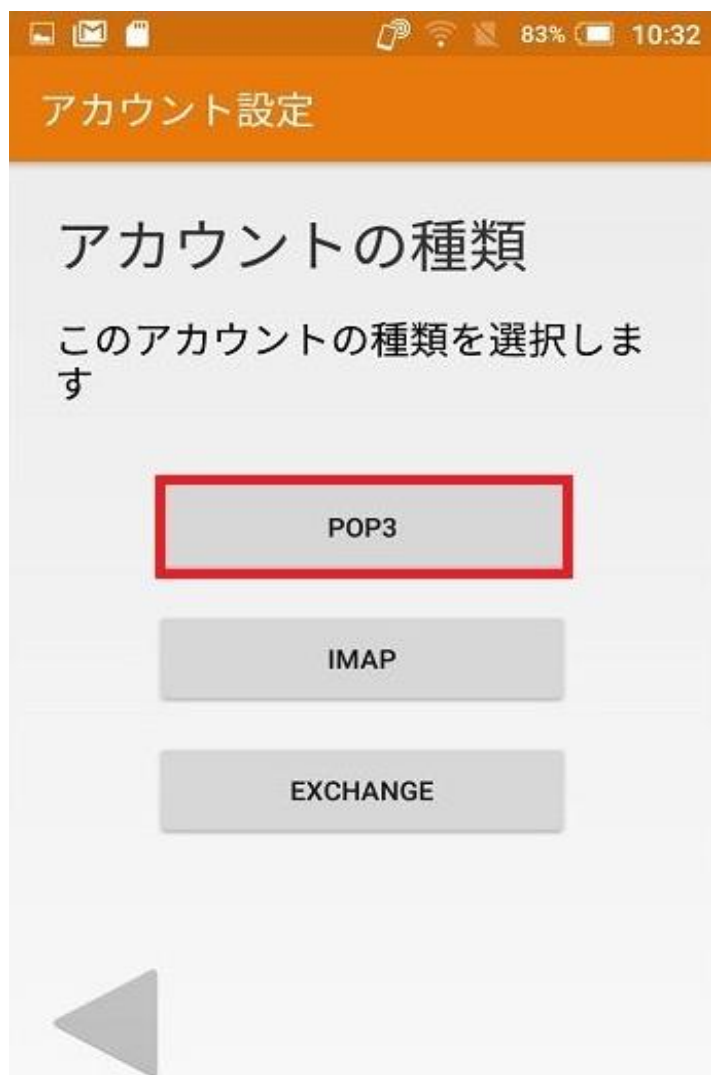 83% 10:32
アカウント設定
アカウントの種類
このアカウントの種類を選択しま
す
POP3
IMAP
EXCHANGE